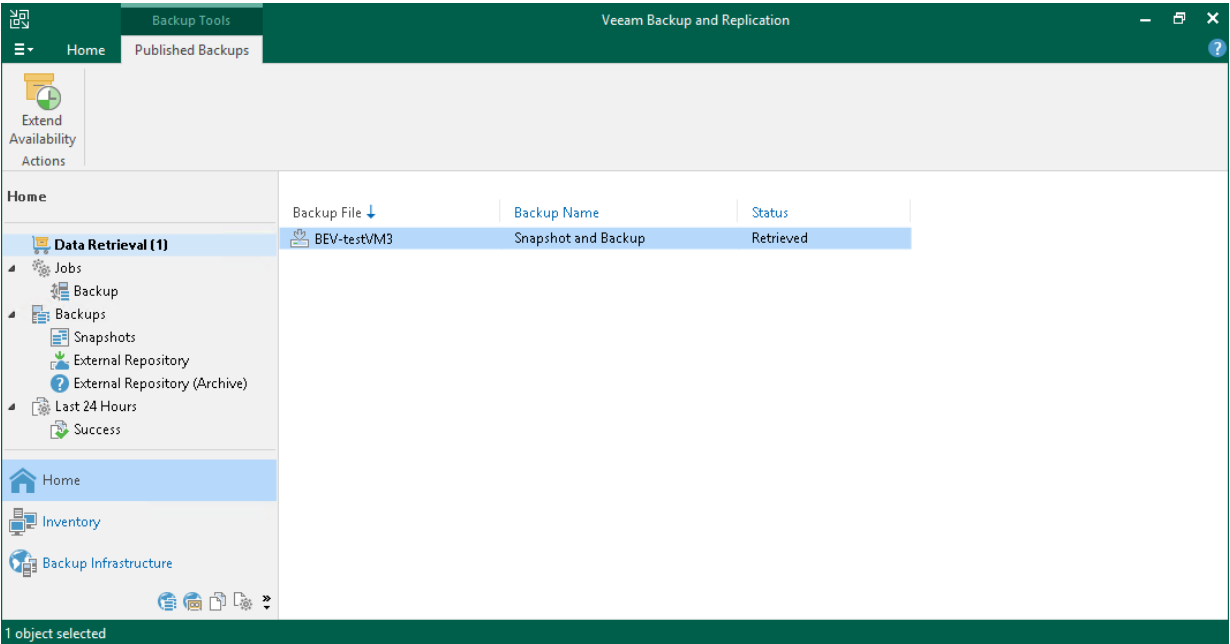 Backup Tools
Veeam Backup and Replication
Home
Published Backups
?
Extend
Availability
Actions
Home
Backup File
Backup Name
Status
Data Retrieval (1)
BEV-testVM3
Snapshot and Backup
Retrieved
Jobs
Backup
Backups
Snapshots
External Repository
? External Repository (Archive)
Last 24 Hours
Success
Home
Inventory
Backup Infrastructure
1 object selected